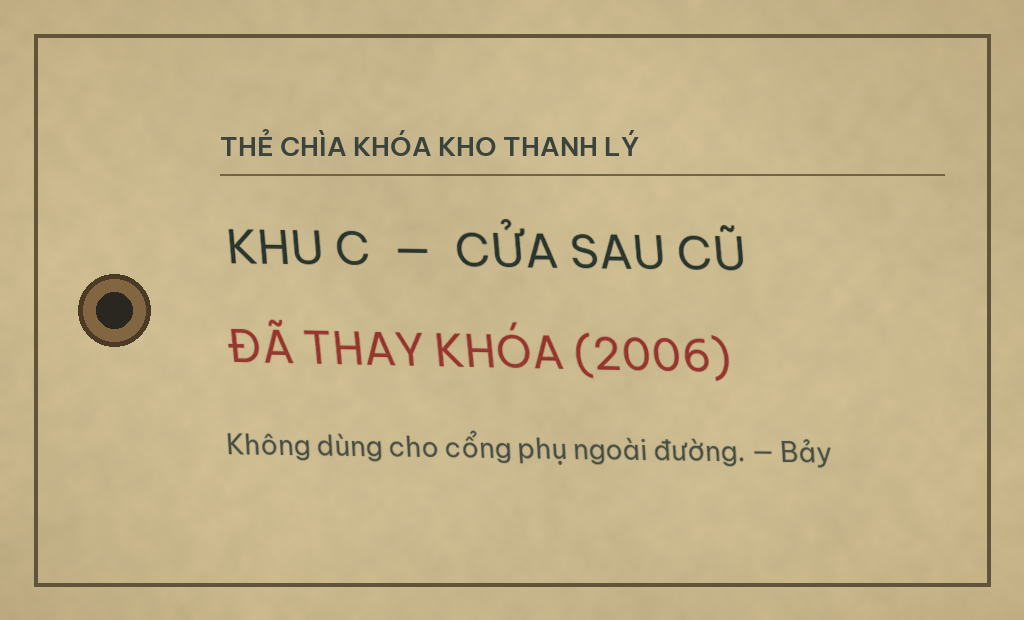 THẺ CHÌA KHÓA KHO THANH LÝ
KHU C – CỬA SAU CŨ
ĐÃ THAY KHÓA (2006)
Không dùng cho cổng phụ ngoài đường. – Bảy